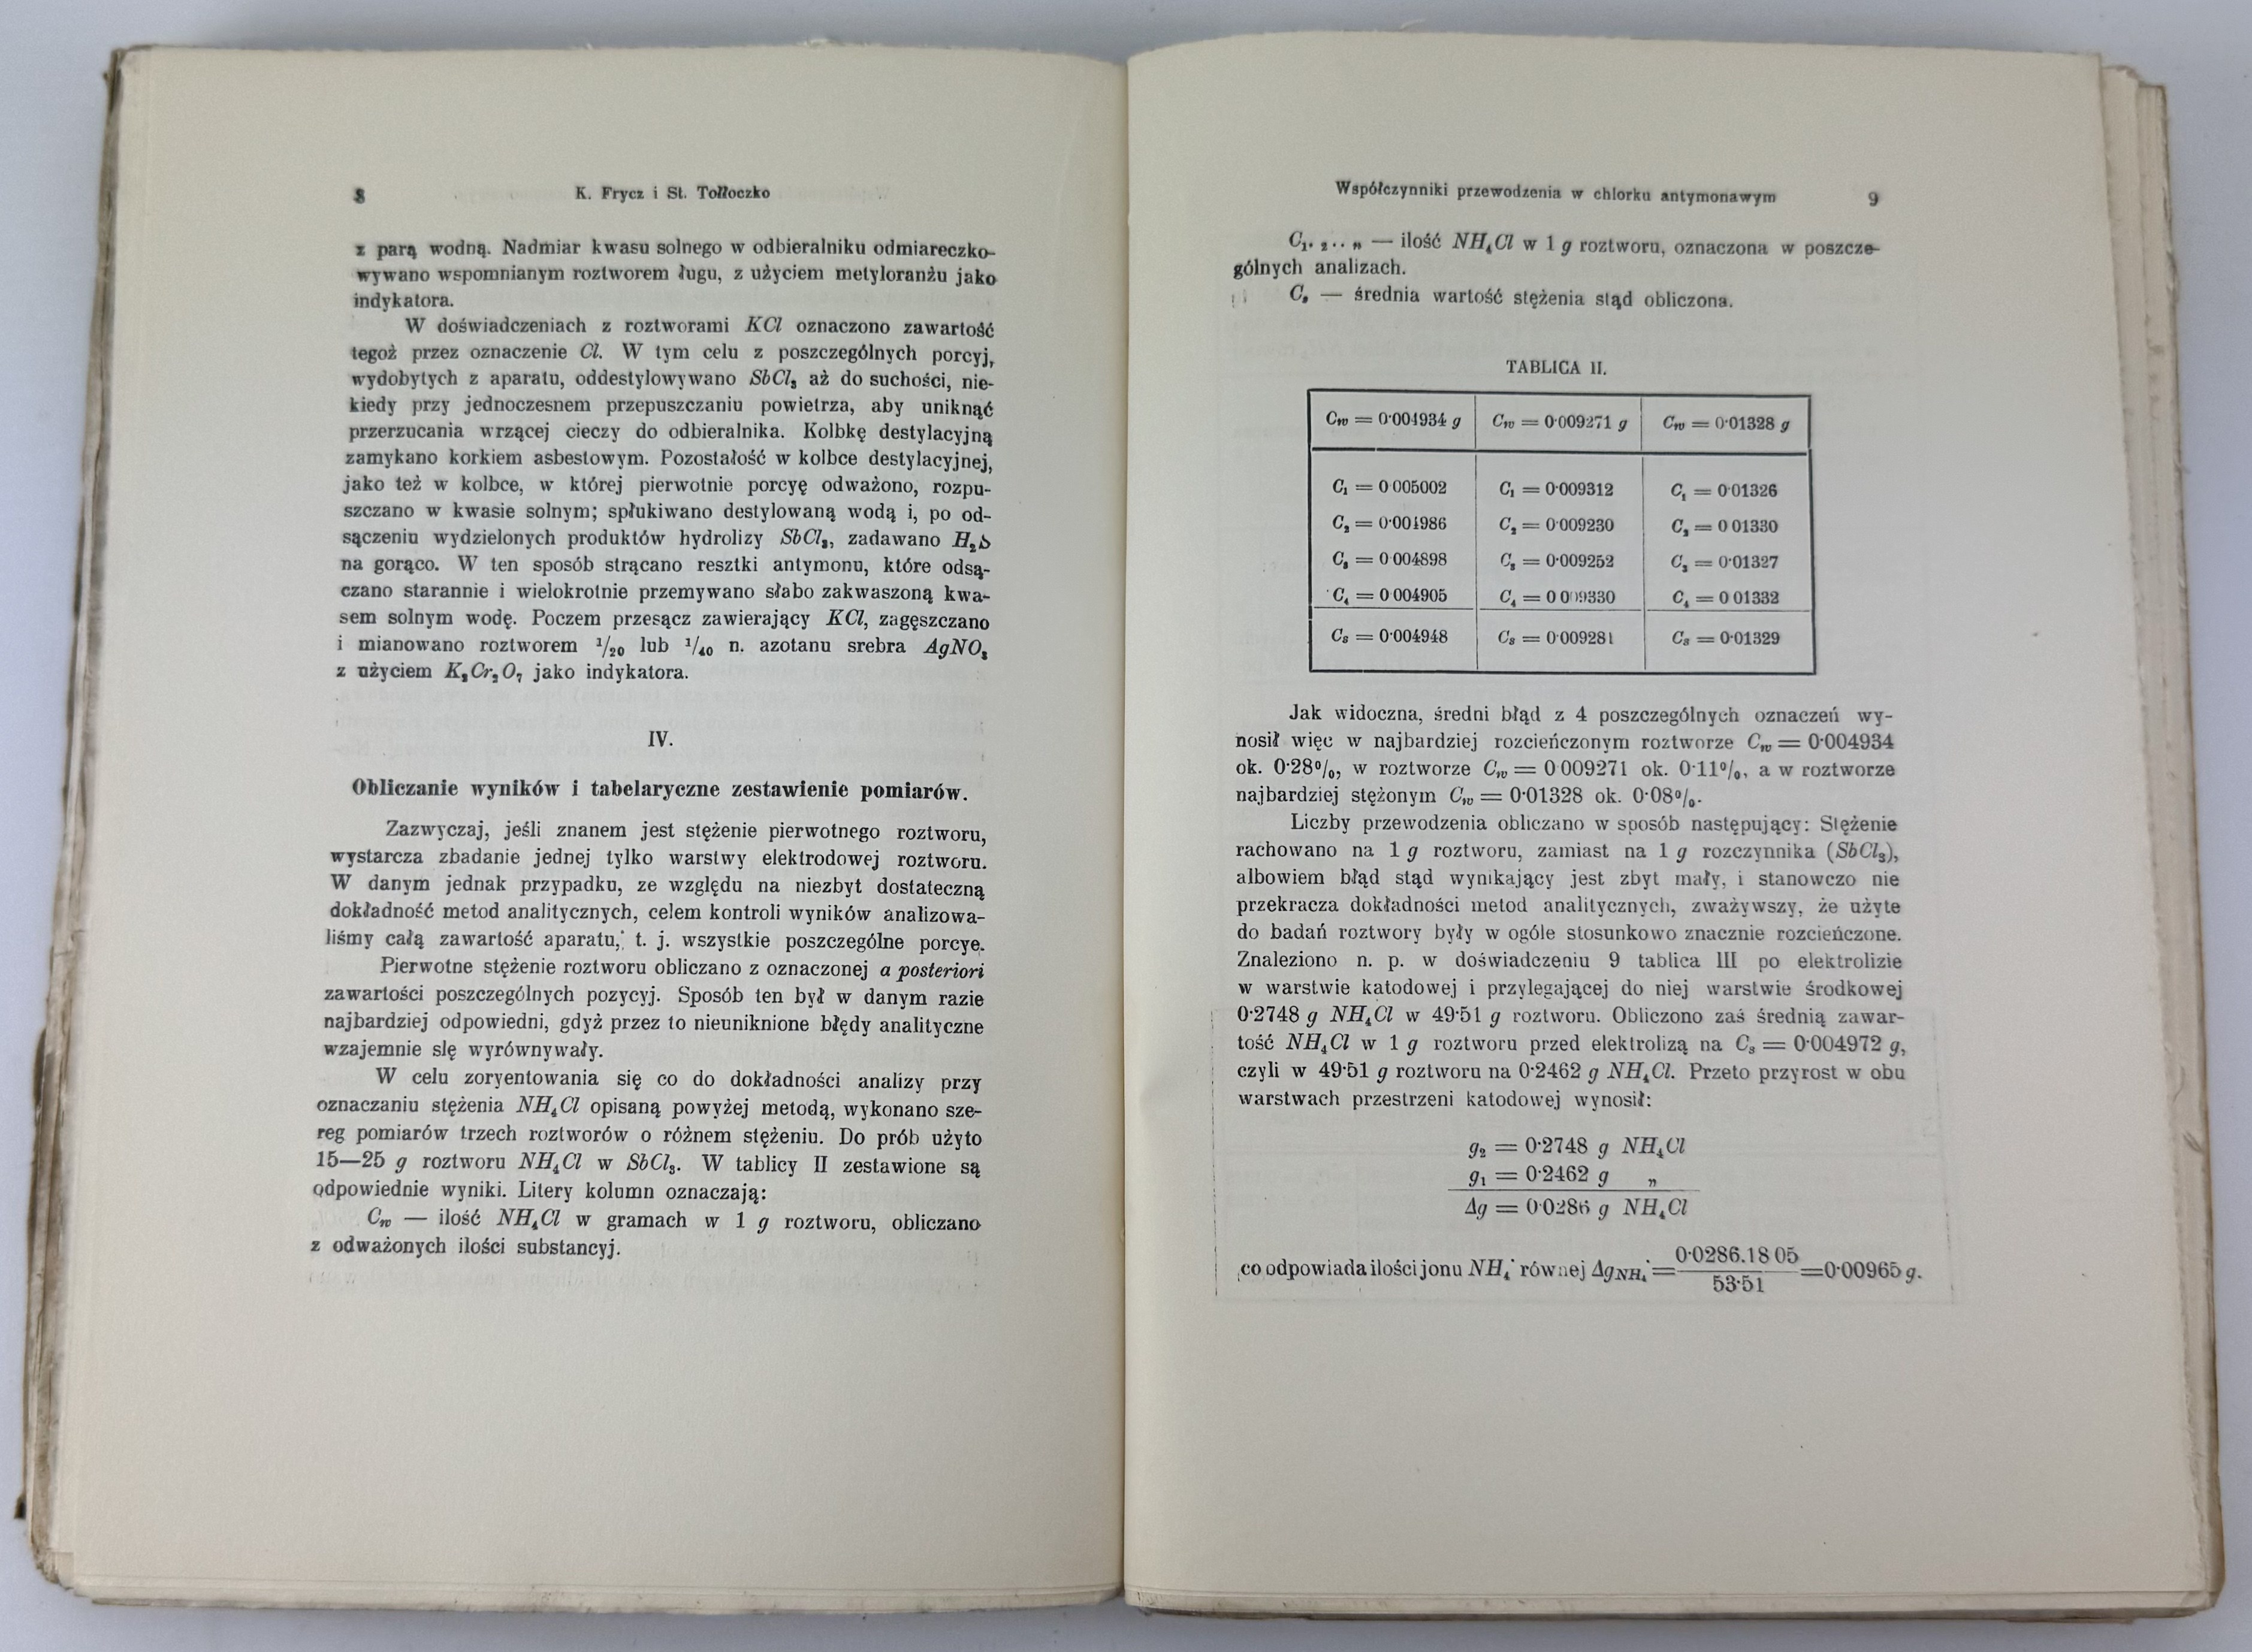 8 K. Frycz i St. Tołłoczko
z parą wodną. Nadmiar kwasu solnego w odbieralniku odmiareczko-
wywano wspomnianym roztworem ługu, z użyciem metyloranżu jako
indykatora.
W doświadczeniach z roztworami KCl oznaczono zawartość
tegoż przez oznaczenie Cl. W tym celu z poszczególnych porcyj,
wydobytych z aparatu, oddestylowywano SbCl₃ aż do suchości, nie-
kiedy przy jednoczesnem przepuszczaniu powietrza, aby uniknąć
przerzucania wrzącej cieczy do odbieralnika. Kolbkę destylacyjną
zamykano korkiem asbestowym. Pozostałość w kolbce destylacyjnej,
jako też w kolbce, w której pierwotnie porcyę odważono, rozpu-
szczano w kwasie solnym; spłukiwano destylowaną wodą i, po od-
sączeniu wydzielonych produktów hydrolizy SbCl₃, zadawano H₂S
na gorąco. W ten sposób strącano resztki antymonu, które odsą-
czano starannie i wielokrotnie przemywano słabo zakwaszoną kwa-
sem solnym wodę. Poczem przesącz zawierający KCl, zagęszczano
i mianowano roztworem ¹/₂₀ lub ¹/₄₀ n. azotanu srebra AgNO₃
z użyciem K₂Cr₂O₇ jako indykatora.
IV.
Obliczanie wyników i tabelaryczne zestawienie pomiarów.
Zazwyczaj, jeśli znanem jest stężenie pierwotnego roztworu,
wystarcza zbadanie jednej tylko warstwy elektrodowej roztworu.
W danym jednak przypadku, ze względu na niezbyt dostateczną
dokładność metod analitycznych, celem kontroli wyników analizowa-
liśmy całą zawartość aparatu, t. j. wszystkie poszczególne porcye.
Pierwotne stężenie roztworu obliczano z oznaczonej a posteriori
zawartości poszczególnych pozycyj. Sposób ten był w danym razie
najbardziej odpowiedni, gdyż przez to nieuniknione błędy analityczne
wzajemnie się wyrównywały.
W celu zoryentowania się co do dokładności analizy przy
oznaczaniu stężenia NH₄Cl opisaną powyżej metodą, wykonano sze-
reg pomiarów trzech roztworów o różnem stężeniu. Do prób użyto
15—25 g roztworu NH₄Cl w SbCl₃. W tablicy II zestawione są
odpowiednie wyniki. Litery kolumn oznaczają:
Cw — ilość NH₄Cl w gramach w 1 g roztworu, obliczano
z odważonych ilości substancyj.
Współczynniki przewodzenia w chlorku antymonawym 9
C₁, ₂ . . n — ilość NH₄Cl w 1 g roztworu, oznaczona w poszcze-
gólnych analizach.
Cs — średnia wartość stężenia stąd obliczona.
TABLICA II.
Cw = 0·004934 g Cw = 0·009271 g Cw = 0·01328 g
C₁ = 0 005002 C₁ = 0·009312 C₁ = 0·01326
C₂ = 0·004986 C₂ = 0·009230 C₂ = 0 01330
C₃ = 0 004898 C₃ = 0·009252 C₃ = 0·01327
C₄ = 0 004905 C₄ = 0 009330 C₄ = 0 01332
Cs = 0·004948 Cs = 0·009281 Cs = 0·01329
Jak widoczna, średni błąd z 4 poszczególnych oznaczeń wy-
nosił więc w najbardziej rozcieńczonym roztworze Cw = 0·004934
ok. 0·28%, w roztworze Cw = 0 009271 ok. 0·11%, a w roztworze
najbardziej stężonym Cw = 0·01328 ok. 0·08%.
Liczby przewodzenia obliczano w sposób następujący: Stężenie
rachowano na 1 g roztworu, zamiast na 1 g rozczynnika (SbCl₃),
albowiem błąd stąd wynikający jest zbyt mały, i stanowczo nie
przekracza dokładności metod analitycznych, zważywszy, że użyte
do badań roztwory były w ogóle stosunkowo znacznie rozcieńczone.
Znaleziono n. p. w doświadczeniu 9 tablica III po elektrolizie
w warstwie katodowej i przylegającej do niej warstwie środkowej
0·2748 g NH₄Cl w 49·51 g roztworu. Obliczono zaś średnią zawar-
tość NH₄Cl w 1 g roztworu przed elektrolizą na Cs = 0·004972 g,
czyli w 49·51 g roztworu na 0·2462 g NH₄Cl. Przeto przyrost w obu
warstwach przestrzeni katodowej wynosił:
g₂ = 0·2748 g NH₄Cl
g₁ = 0·2462 g „
Δg = 0·0286 g NH₄Cl
co odpowiada ilości jonu NH₄˙ równej Δg NH₄˙ = 0·0286.18 05 / 53·51 = 0·00965 g.